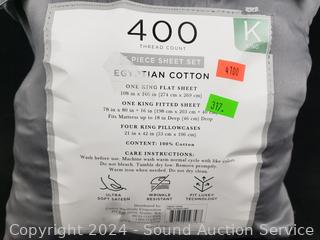 400
THREAD COUNT
K
KING
PIECE SHEET SET
EGYPTIAN COTTON
4100
ONE KING FLAT SHEET
108 in x 106 in (274 cm x 269 cm)
317.
ONE KING FITTED SHEET
78 in x 80 in + 16 in (198 cm x 203 cm + 40 cm)
Fits Mattress up to 18 in Deep (46 cm) Deep
FOUR KING PILLOWCASES
21 in x 42 in (53 cm x 106 cm)
CONTENT: 100% Cotton
CARE INSTRUCTIONS:
Wash before use. Machine wash warm normal cycle with like colors.
Do not bleach. Tumble dry low. Remove promptly.
Warm iron when needed. Do not dry clean.
ULTRA
SOFT SATEEN
WRINKLE
RESISTANT
FIT LUXE+
TECHNOLOGY
Copyright 2024 - Sound Auction Service